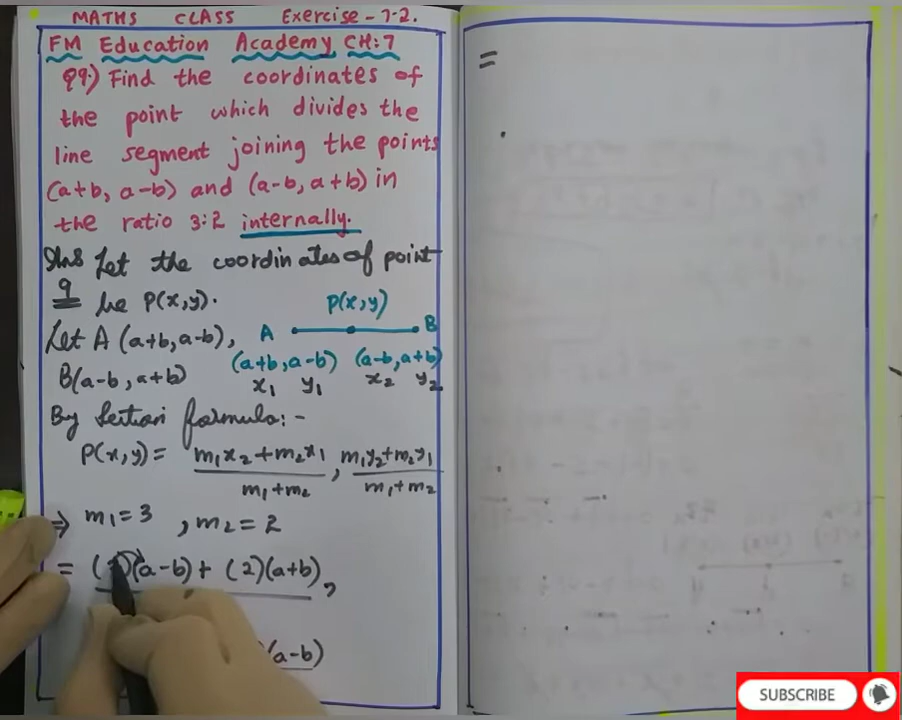 MATHS CLASS Exercise-7.2.
FM Education Academy CH:7
Q9:) Find the coordinates of
the point which divides the
line segment joining the points
(a+b, a-b) and (a-b, a+b) in
the ratio 3:2 internally.
Ans Let the coordinates of point
9 be P(x,y).
P(x,y)
Let A (a+b, a-b),
A B
B(a-b, a+b)
(a+b, a-b) (a-b, a+b)
x₁ y₁ x₂ y₂
By Section formula:-
P(x,y) = m₁x₂+m₂x₁ , m₁y₂+m₂y₁
m₁+m₂ m₁+m₂
⇒ m₁=3 , m₂=2
= ( )(a-b)+ (2)(a+b) ,
(a-b)
=
SUBSCRIBE